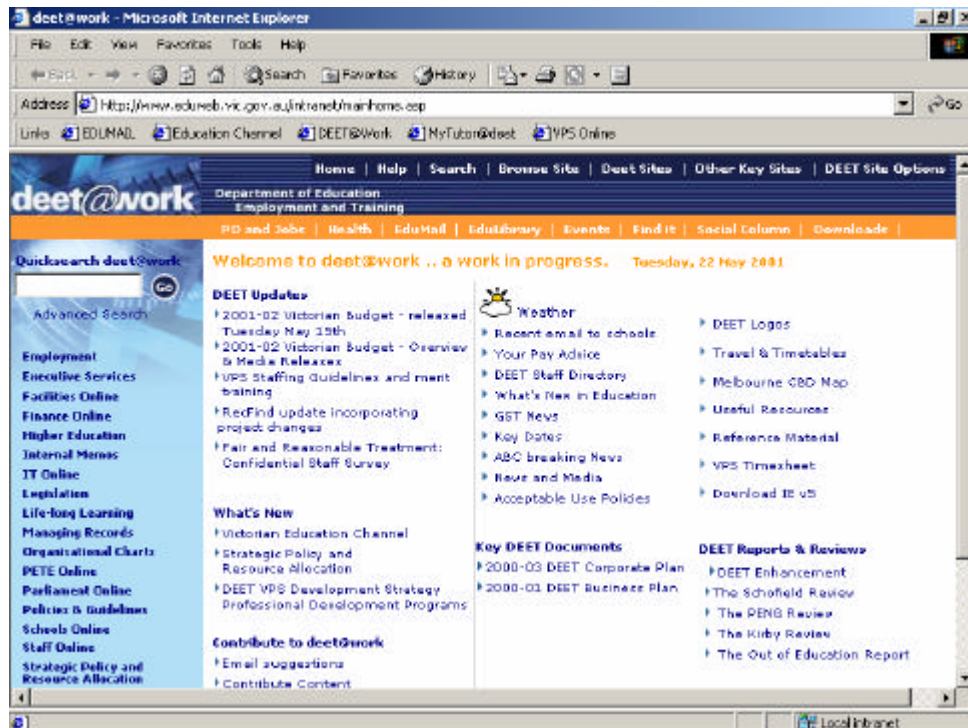 deet@work - Microsoft Internet Explorer
File Edit View Favorites Tools Help
Back Search Favorites History
Address http://www.eduweb.vic.gov.au/intranet/mainhome.asp Go
Links EDUMAIL Education Channel DEET@Work MyTutor@deet VPS Online
Home | Help | Search | Browse Site | Deet Sites | Other Key Sites | DEET Site Options
deet@work
Department of Education
Employment and Training
PD and Jobs | Health | EduMail | EduLibrary | Events | Find it | Social Column | Downloads |
Quicksearch deet@work
Go
Advanced Search
Employment
Executive Services
Facilities Online
Finance Online
Higher Education
Internal Memos
IT Online
Legislation
Life-long Learning
Managing Records
Organisational Charts
PETE Online
Parliament Online
Policies & Guidelines
Schools Online
Staff Online
Strategic Policy and
Resource Allocation
Welcome to deet@work .. a work in progress. Tuesday, 22 May 2001
DEET Updates
2001-02 Victorian Budget - released
Tuesday May 15th
2001-02 Victorian Budget - Overview
& Media Releases
VPS Staffing Guidelines and merit
training
RecFind update incorporating
project changes
Fair and Reasonable Treatment:
Confidential Staff Survey
What's New
Victorian Education Channel
Strategic Policy and
Resource Allocation
DEET VPS Development Strategy
Professional Development Programs
Contribute to deet@work
Email suggestions
Contribute Content
Weather
Recent email to schools
Your Pay Advice
DEET Staff Directory
What's New in Education
GST News
Key Dates
ABC breaking News
News and Media
Acceptable Use Policies
Key DEET Documents
2000-03 DEET Corporate Plan
2000-01 DEET Business Plan
DEET Logos
Travel & Timetables
Melbourne CBD Map
Useful Resources
Reference Material
VPS Timesheet
Download IE v5
DEET Reports & Reviews
DEET Enhancement
The Schofield Review
The PENG Review
The Kirby Review
The Out of Education Report
Local intranet